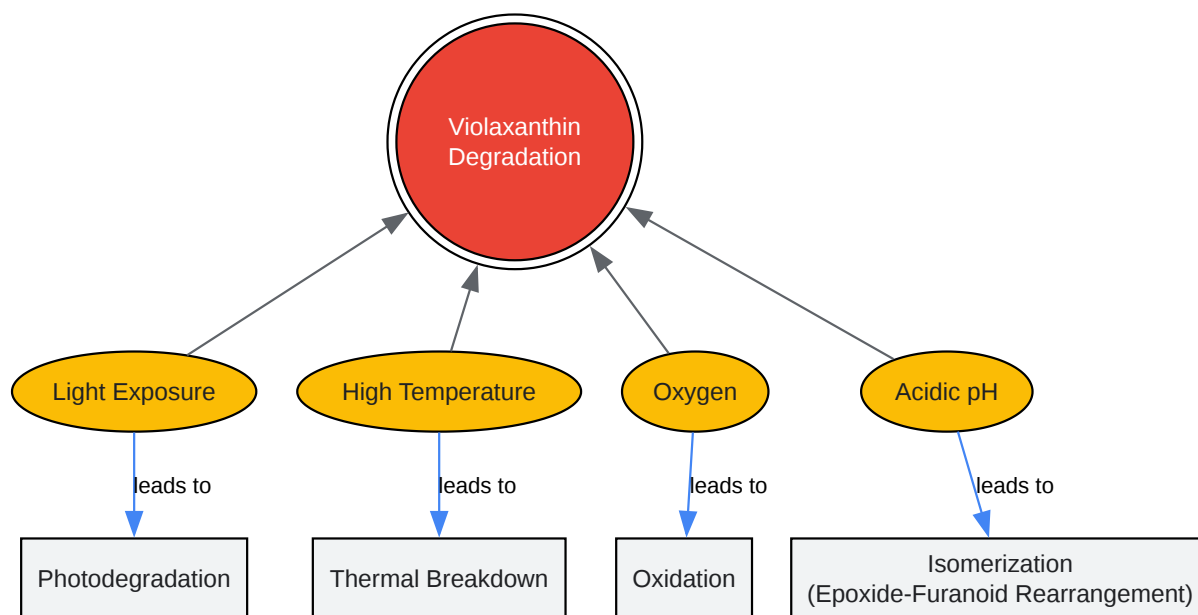 Violaxanthin
Degradation
Light Exposure
High Temperature
Oxygen
Acidic pH
leads to
leads to
leads to
leads to
Photodegradation
Thermal Breakdown
Oxidation
Isomerization
(Epoxide-Furanoid Rearrangement)